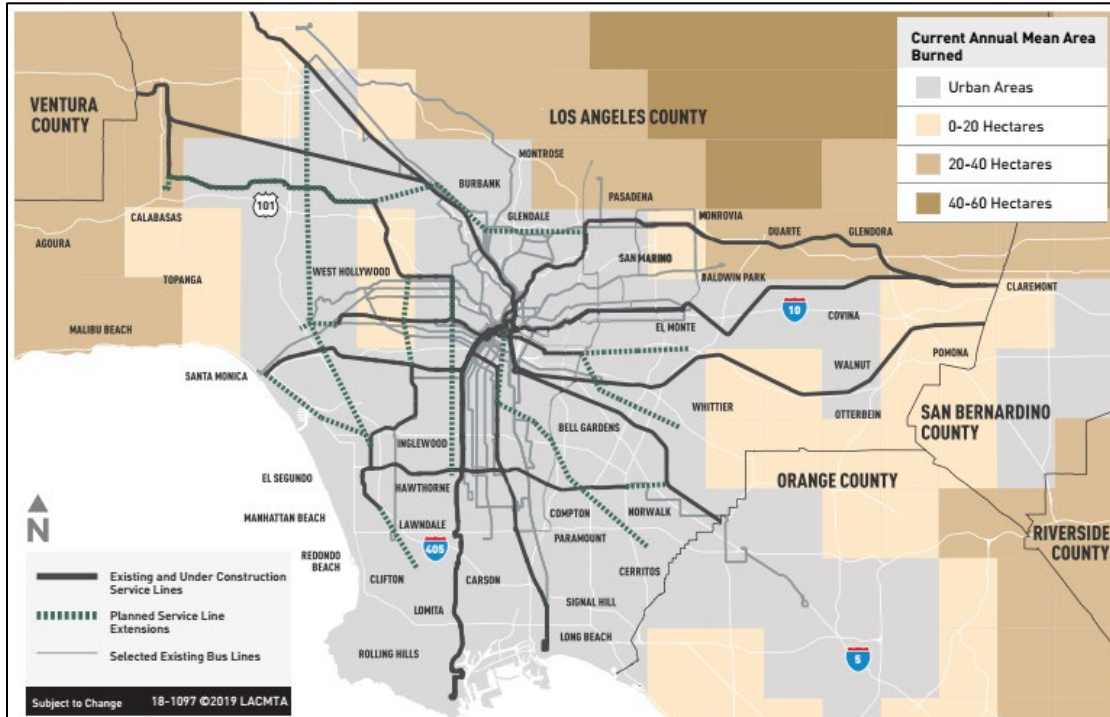 Current Annual Mean Area
Burned
Urban Areas
0-20 Hectares
20-40 Hectares
40-60 Hectares
VENTURA
COUNTY
LOS ANGELES COUNTY
MONTROSE
BURBANK
PASADENA
GLENDALE
MONROVIA
101
CALABASAS
DUARTE
GLENDORA
AGOURA
SAN MARINO
WEST HOLLYWOOD
TOPANGA
BALDWIN PARK
CLAREMONT
10
COVINA
MALIBU BEACH
EL MONTE
POMONA
WALNUT
SANTA MONICA
WHITTIER
OTTERBEIN
SAN BERNARDINO
COUNTY
BELL GARDENS
INGLEWOOD
EL SEGUNDO
ORANGE COUNTY
HAWTHORNE
N
MANHATTAN BEACH
COMPTON
NORWALK
LAWNDALE
RIVERSIDE
COUNTY
PARAMOUNT
405
REDONDO
BEACH
CLIFTON
CARSON
CERRITOS
Existing and Under Construction
Service Lines
LOMITA
SIGNAL HILL
Planned Service Line
Extensions
LONG BEACH
ROLLING HILLS
Selected Existing Bus Lines
5
Subject to Change 18-1097 ©2019 LACMTA